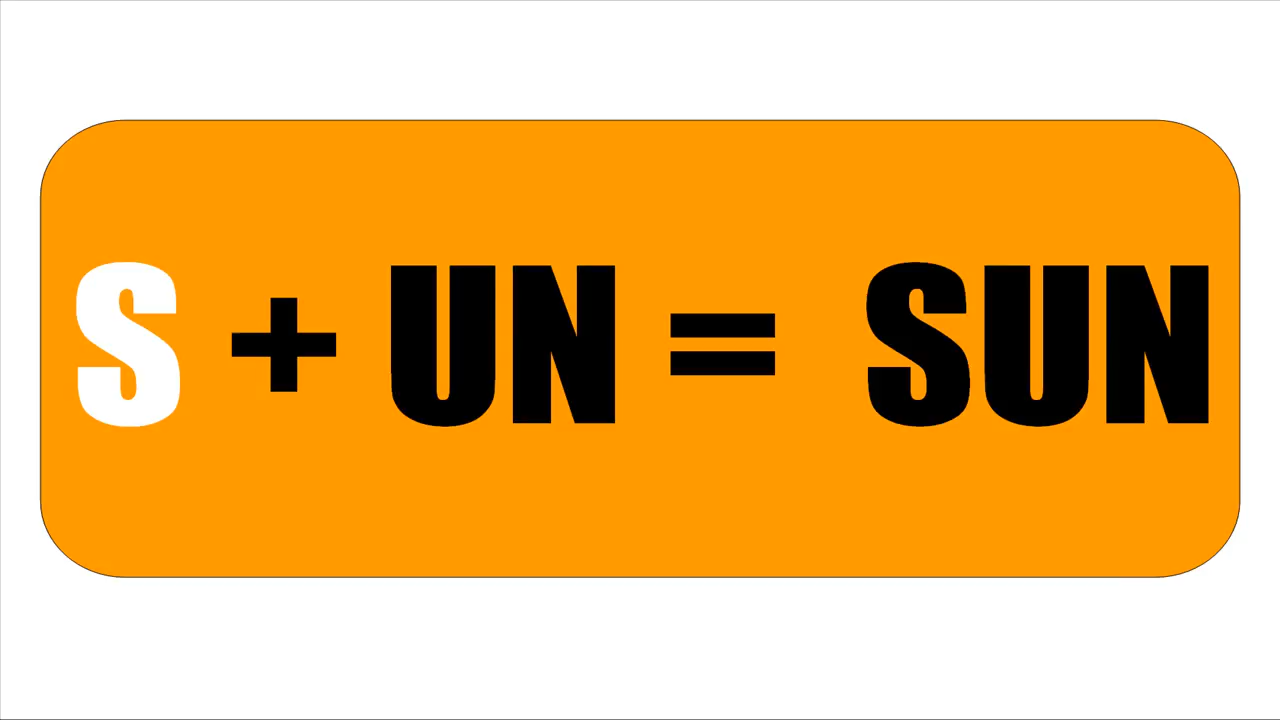 S + UN = SUN